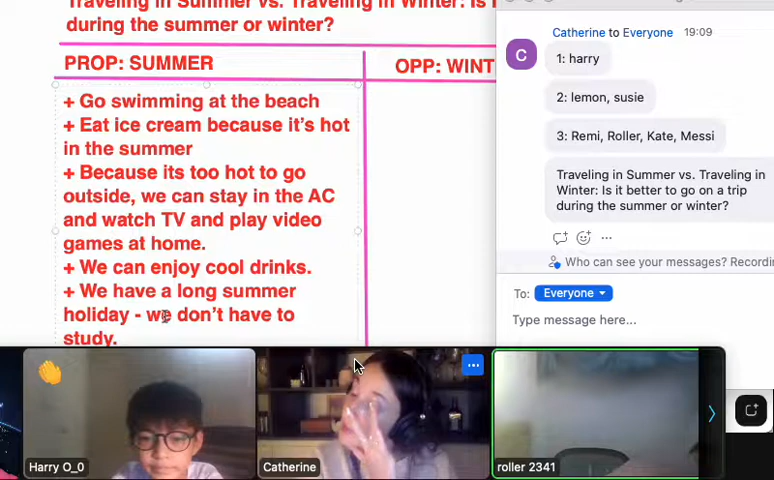 Traveling in Summer vs. Traveling in Winter: Is
during the summer or winter?
PROP: SUMMER
OPP: WINT
+ Go swimming at the beach
+ Eat ice cream because it's hot
in the summer
+ Because its too hot to go
outside, we can stay in the AC
and watch TV and play video
games at home.
+ We can enjoy cool drinks.
+ We have a long summer
holiday - we don't have to
study.
Catherine to Everyone 19:09
C
1: harry
2: lemon, susie
3: Remi, Roller, Kate, Messi
Traveling in Summer vs. Traveling in
Winter: Is it better to go on a trip
during the summer or winter?
Who can see your messages? Recordin
To: Everyone
Type message here...
Harry O_0
Catherine
roller 2341